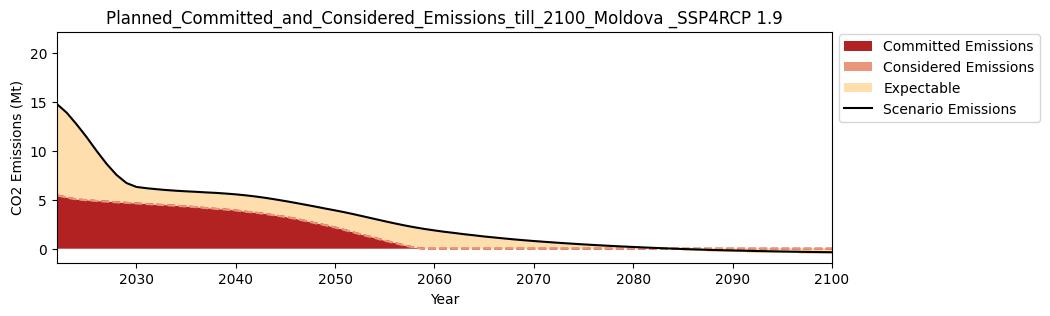 Planned_Committed_and_Considered_Emissions_till_2100_Moldova _SSP4RCP 1.9
Committed Emissions
Considered Emissions
Expectable
Scenario Emissions
CO2 Emissions (Mt)
20
15
10
5
0
2030 2040 2050 2060 2070 2080 2090 2100
Year